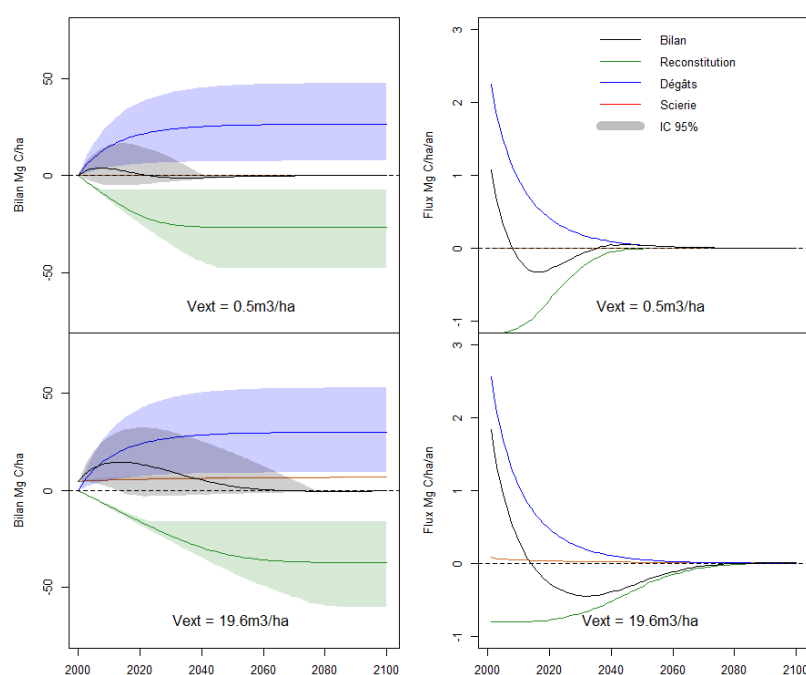 3
50
2
Bilan
Reconstitution
Dégâts
Scierie
IC 95%
Bilan Mg C/ha
0
Flux Mg C/ha/an
1
0
-50
-1
Vext = 0.5m3/ha
Vext = 0.5m3/ha
3
50
2
Bilan Mg C/ha
0
Flux Mg C/ha/an
1
0
-50
-1
Vext = 19.6m3/ha
Vext = 19.6m3/ha
2000 2020 2040 2060 2080 2100
2000 2020 2040 2060 2080 2100